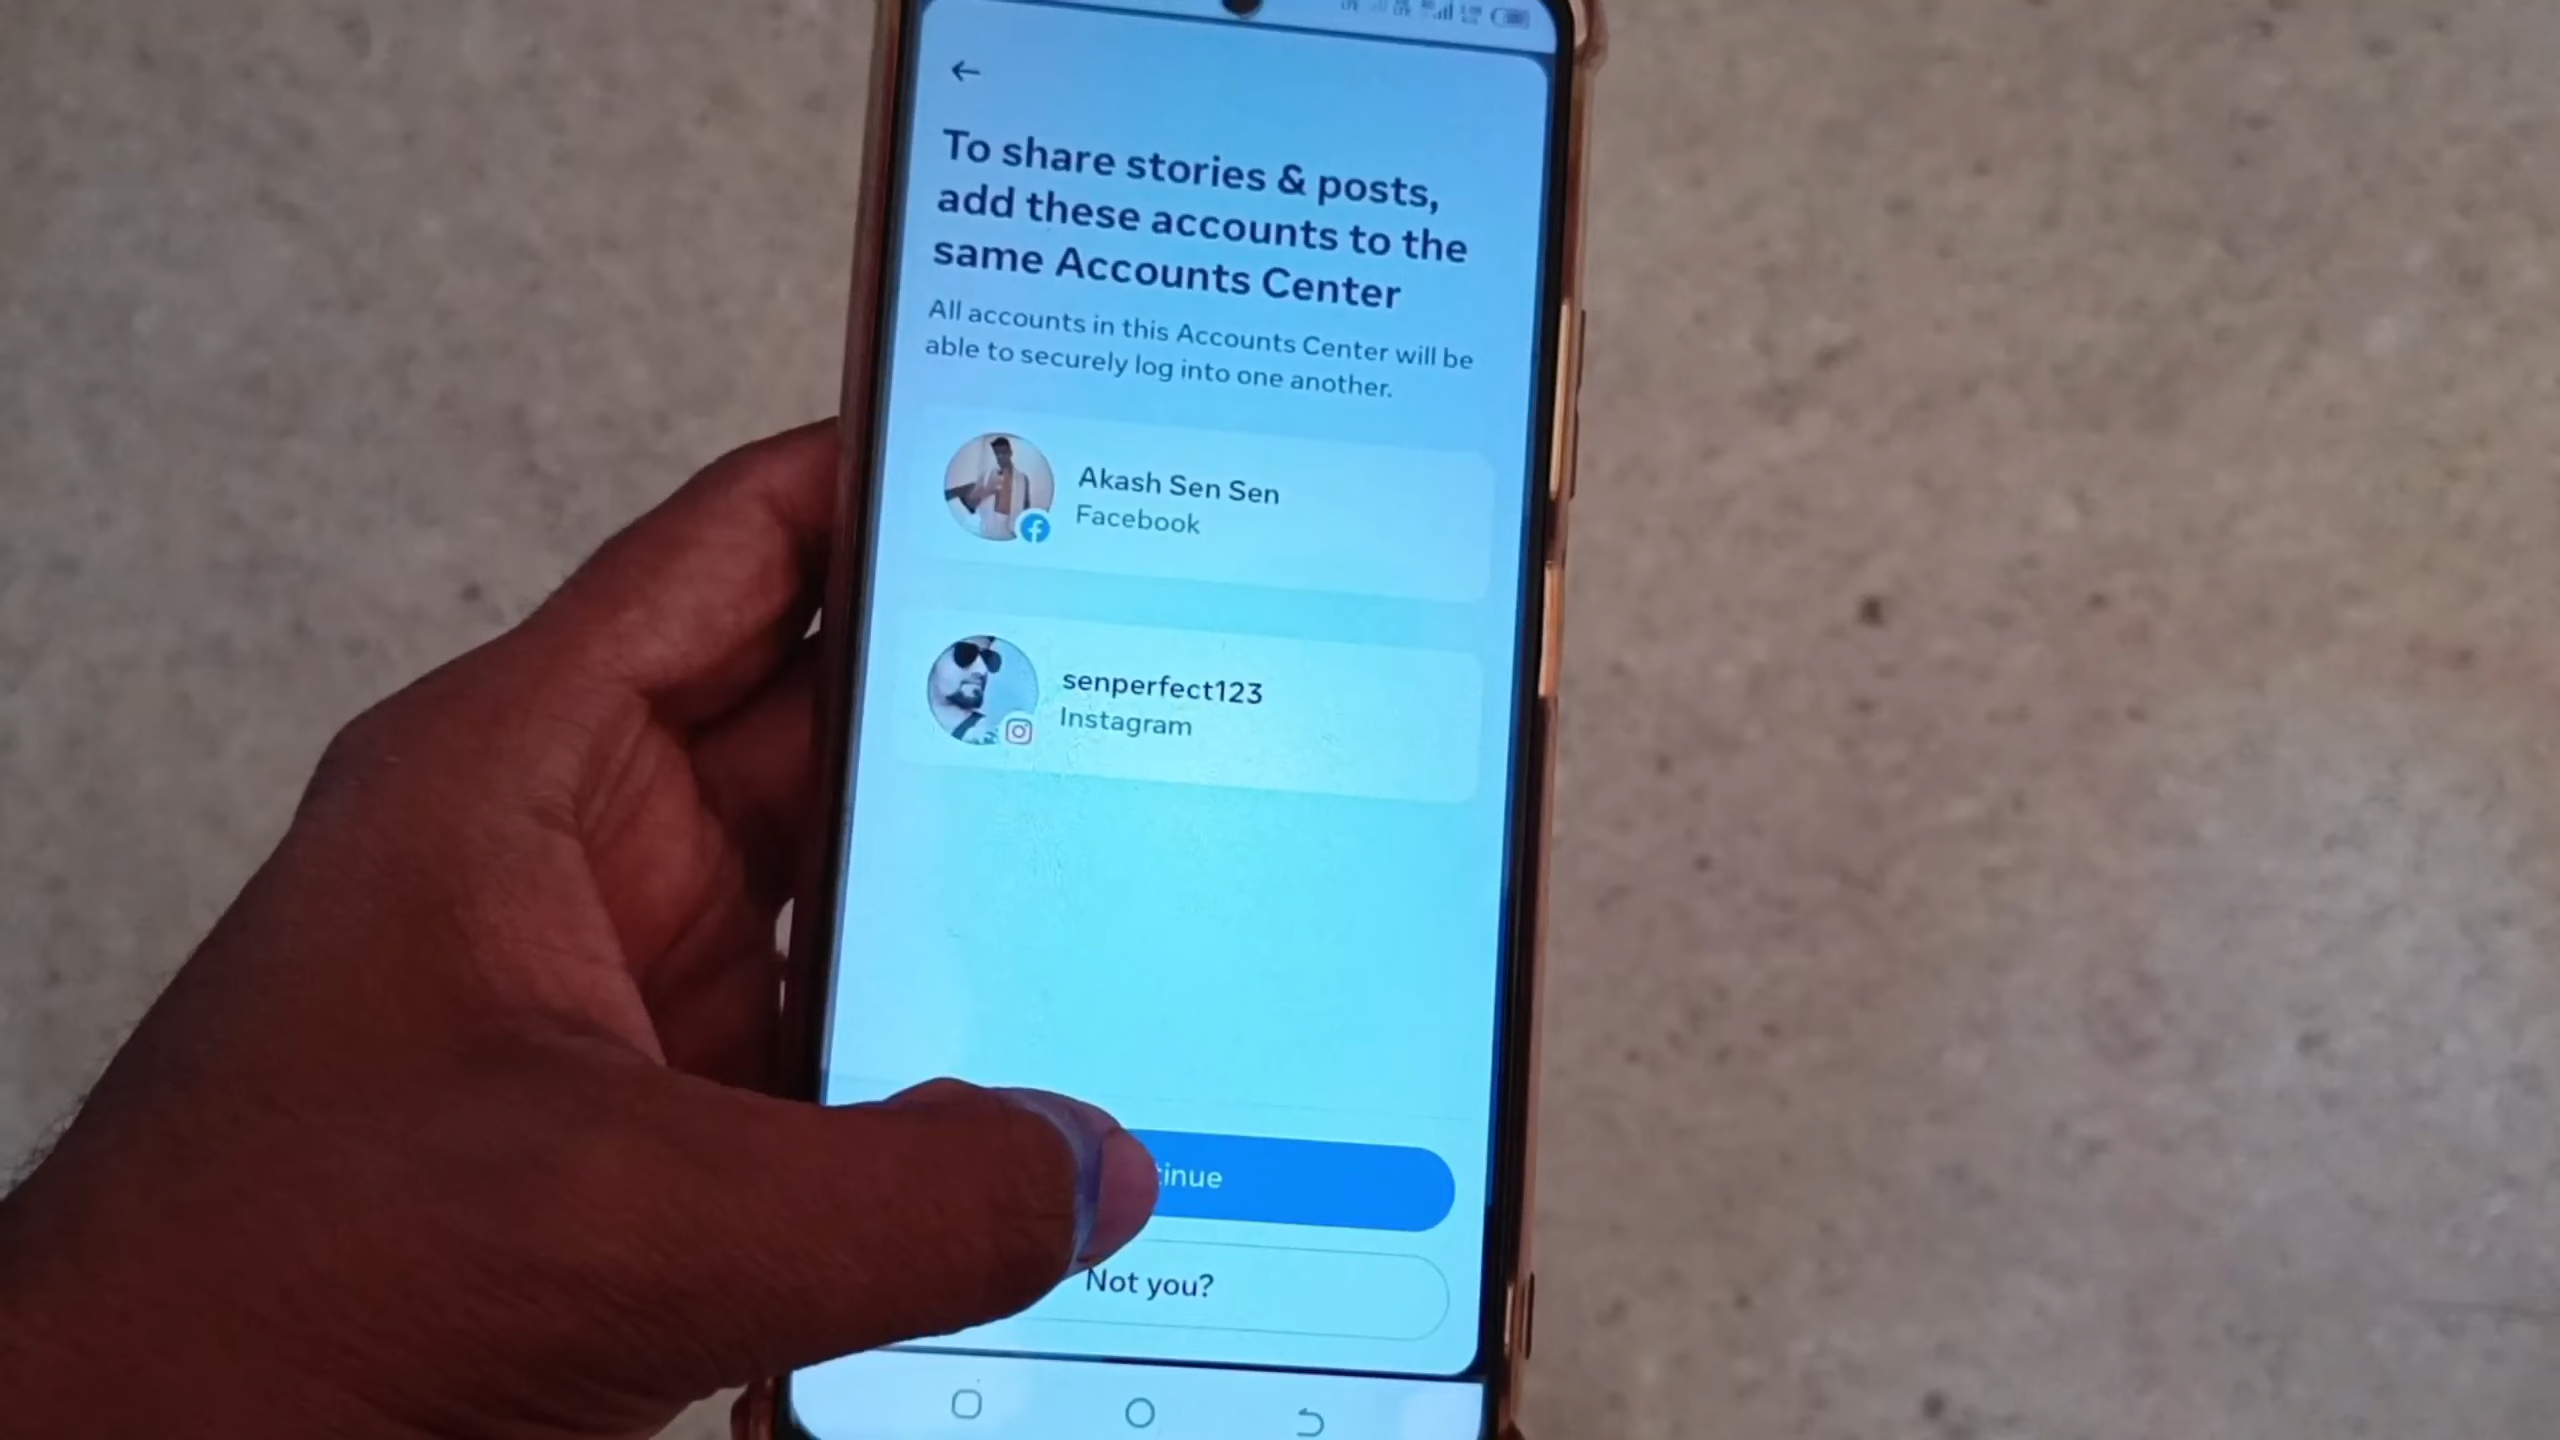 To share stories & posts,
add these accounts to the
same Accounts Center
All accounts in this Accounts Center will be
able to securely log into one another.
Akash Sen Sen
Facebook
senperfect123
Instagram
tinue
Not you?